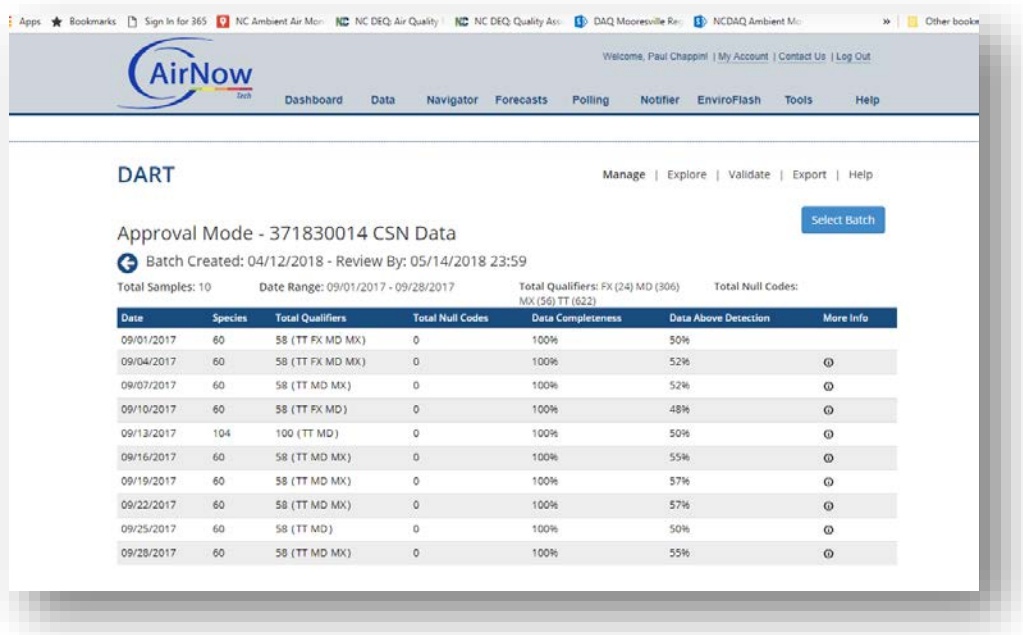 Apps Bookmarks Sign In for 365 NC Ambient Air Mon NC DEQ: Air Quality NC DEQ: Quality Ass DAQ Mooresville Reg NCDAQ Ambient Mo » Other bookm
Welcome, Paul Chappin! | My Account | Contact Us | Log Out
AirNow
Tech
Dashboard Data Navigator Forecasts Polling Notifier EnviroFlash Tools Help
DART
Manage | Explore | Validate | Export | Help
Select Batch
Approval Mode - 371830014 CSN Data
Batch Created: 04/12/2018 - Review By: 05/14/2018 23:59
Total Samples: 10 Date Range: 09/01/2017 - 09/28/2017 Total Qualifiers: FX (24) MD (306) Total Null Codes:
MX (56) TT (622)
Date Species Total Qualifiers Total Null Codes Data Completeness Data Above Detection More Info
09/01/2017 60 58 (TT FX MD MX) 0 100% 50%
09/04/2017 60 58 (TT FX MD MX) 0 100% 52%
09/07/2017 60 58 (TT MD MX) 0 100% 52%
09/10/2017 60 58 (TT FX MD) 0 100% 48%
09/13/2017 104 100 (TT MD) 0 100% 50%
09/16/2017 60 58 (TT MD MX) 0 100% 55%
09/19/2017 60 58 (TT MD MX) 0 100% 57%
09/22/2017 60 58 (TT MD MX) 0 100% 57%
09/25/2017 60 58 (TT MD) 0 100% 50%
09/28/2017 60 58 (TT MD MX) 0 100% 55%